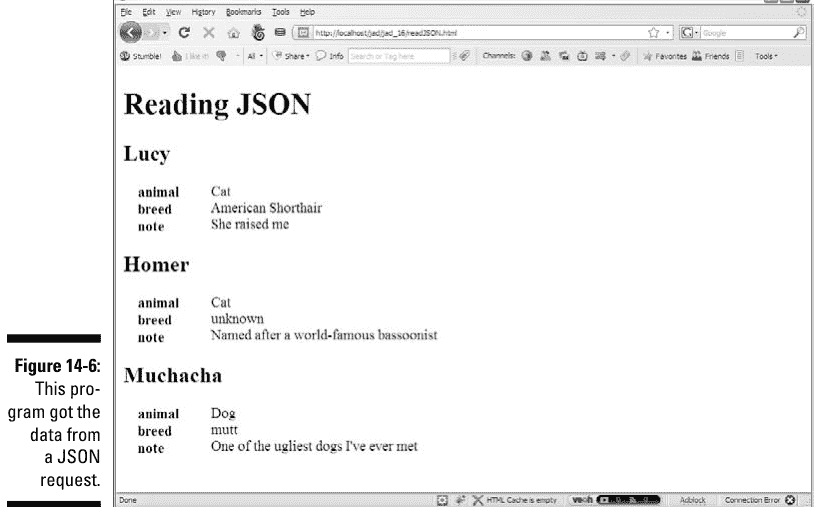 File Edit View History Bookmarks Tools Help
http://localhost/jad/jad_16/readJSON.html
Google
Stumble! I like it! All Share Info Search or Tag here Channels: Favorites Friends Tools
Reading JSON
Lucy
animal Cat
breed American Shorthair
note She raised me
Homer
animal Cat
breed unknown
note Named after a world-famous bassoonist
Muchacha
animal Dog
breed mutt
note One of the ugliest dogs I've ever met
Figure 14-6:
This pro-
gram got the
data from
a JSON
request.
Done HTML Cache is empty Adblock Connection Error